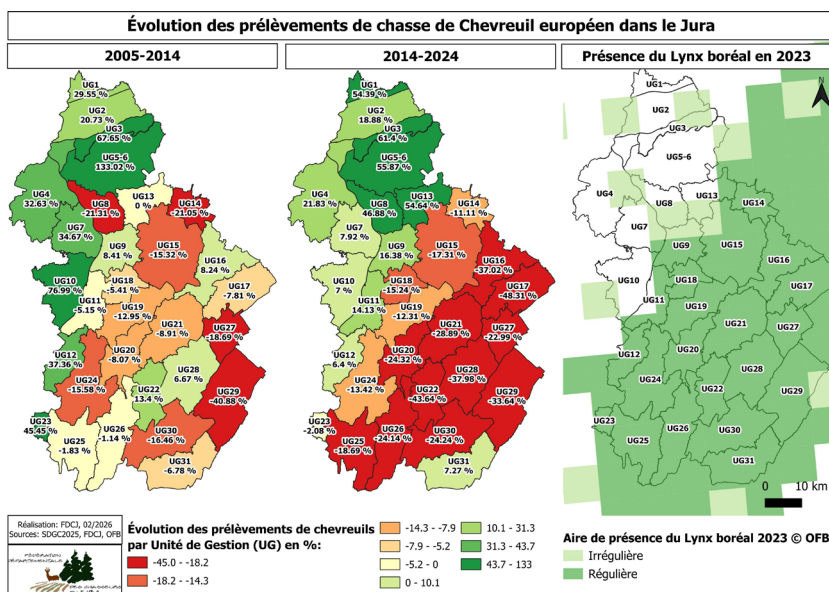 Évolution des prélèvements de chasse de Chevreuil européen dans le Jura
2005-2014
2014-2024
Présence du Lynx boréal en 2023
UG1
29.55 %
UG2
20.73 %
UG3
67.65 %
UG5-6
133.02 %
UG4
32.63 %
UG8
-21.31 %
UG13
0 %
UG14
-21.05 %
UG7
34.67 %
UG9
8.41 %
UG15
-15.32 %
UG16
8.24 %
UG10
76.99 %
UG18
-5.41 %
UG17
-7.81 %
UG11
-5.15 %
UG19
-12.95 %
UG21
-8.91 %
UG27
-18.69 %
UG12
37.36 %
UG20
-8.07 %
UG28
6.67 %
UG24
-15.58 %
UG22
13.4 %
UG29
-40.88 %
UG23
45.45 %
UG25
-1.83 %
UG26
-1.14 %
UG30
-16.46 %
UG31
-6.78 %
UG1
54.39 %
UG2
18.88 %
UG3
61.4 %
UG5-6
55.87 %
UG4
21.83 %
UG8
46.88 %
UG13
54.64 %
UG14
-11.11 %
UG7
7.92 %
UG9
16.38 %
UG15
-17.31 %
UG16
-37.02 %
UG10
7 %
UG18
-15.24 %
UG17
-48.31 %
UG11
14.13 %
UG19
-12.31 %
UG21
-28.89 %
UG27
-22.99 %
UG12
6.4 %
UG20
-24.32 %
UG28
-37.98 %
UG24
-13.42 %
UG22
-43.64 %
UG29
-33.64 %
UG23
-2.08 %
UG25
-18.69 %
UG26
-24.14 %
UG30
-24.24 %
UG31
7.27 %
N
UG1
UG2
UG3
UG5-6
UG4
UG8
UG13
UG14
UG7
UG9
UG15
UG16
UG10
UG18
UG17
UG11
UG19
UG21
UG27
UG12
UG20
UG28
UG24
UG22
UG29
UG23
UG25
UG26
UG30
UG31
0 10 km
Réalisation: FDCJ, 02/2026
Sources: SDGC2025, FDCJ, OFB
FÉDÉRATION
DÉPARTEMENTALE
DES CHASSEURS
Évolution des prélèvements de chevreuils
par Unité de Gestion (UG) en %:
-45.0 - -18.2
-18.2 - -14.3
-14.3 - -7.9
-7.9 - -5.2
-5.2 - 0
0 - 10.1
10.1 - 31.3
31.3 - 43.7
43.7 - 133
Aire de présence du Lynx boréal 2023 © OFB
Irrégulière
Régulière